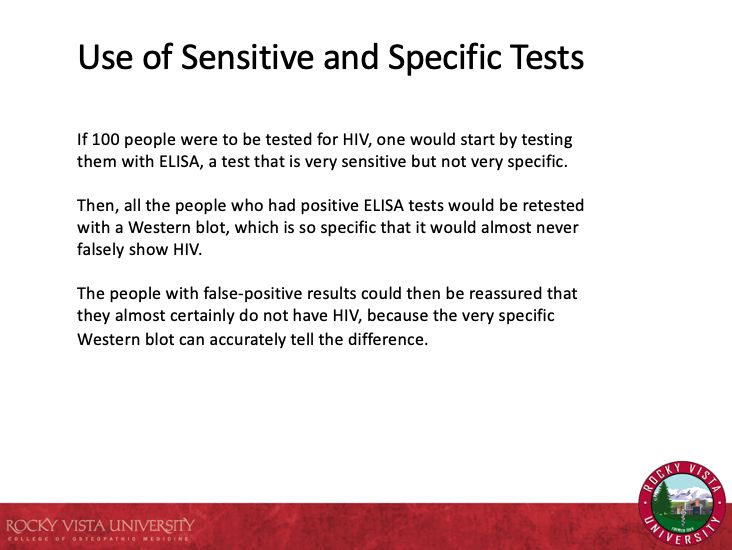 Use of Sensitive and Specific Tests
If 100 people were to be tested for HIV, one would start by testing
them with ELISA, a test that is very sensitive but not very specific.
Then, all the people who had positive ELISA tests would be retested
with a Western blot, which is so specific that it would almost never
falsely show HIV.
The people with false-positive results could then be reassured that
they almost certainly do not have HIV, because the very specific
Western blot can accurately tell the difference.
ROCKY VISTA UNIVERSITY
COLLEGE OF OSTEOPATHIC MEDICINE
ROCKY VISTA
UNIVERSITY